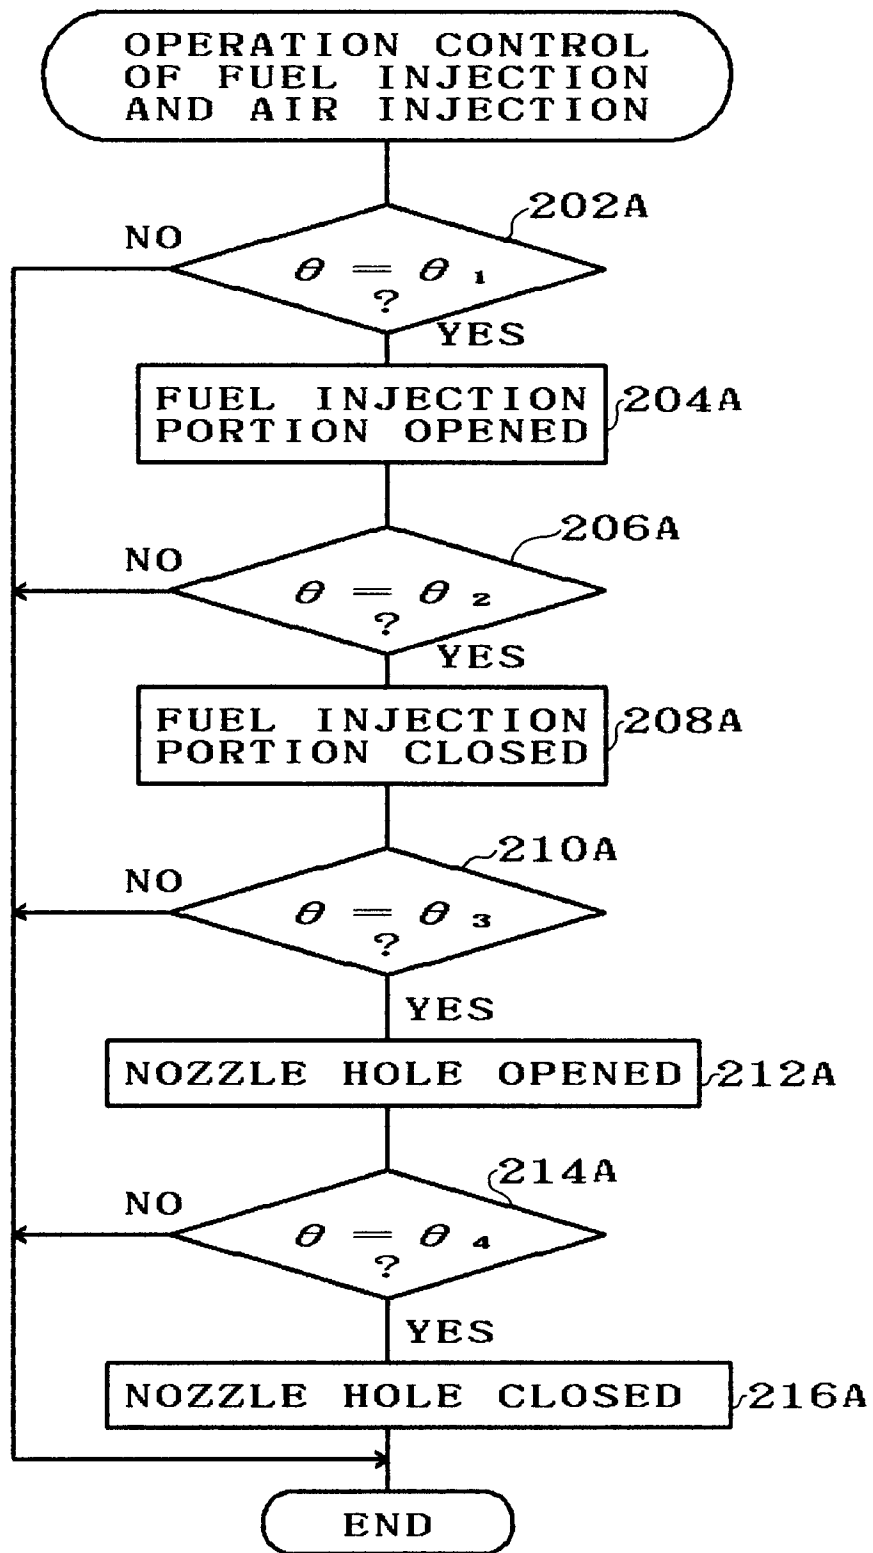 OPERATION CONTROL
OF FUEL INJECTION
AND AIR INJECTION
202A
NO
θ = θ₁
?
YES
FUEL INJECTION
PORTION OPENED
204A
206A
NO
θ = θ₂
?
YES
FUEL INJECTION
PORTION CLOSED
208A
210A
NO
θ = θ₃
?
YES
NOZZLE HOLE OPENED
212A
214A
NO
θ = θ₄
?
YES
NOZZLE HOLE CLOSED
216A
END